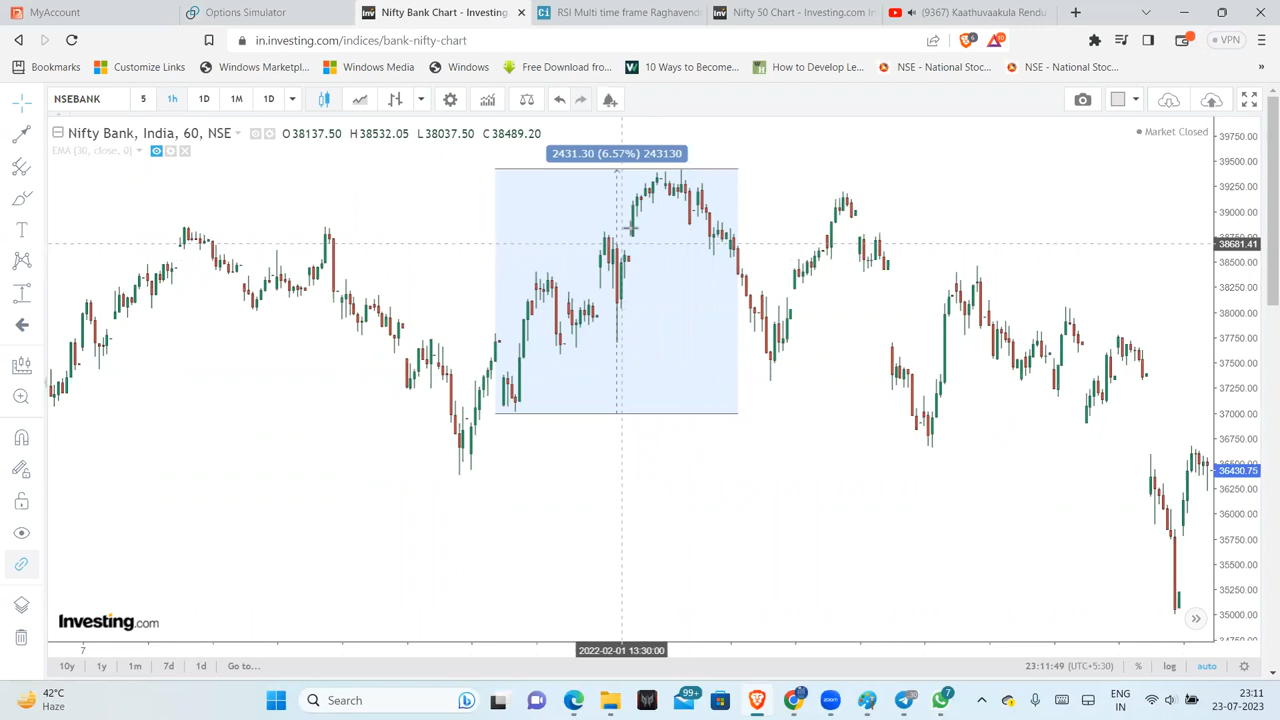 MyAccount
Options Simulator
Nifty Bank Chart - Investing.
RSI Multi time frame Raghavend
Nifty 50 Chart - Investing.com In
(9367) Kaathuvaakula Rendu
in.investing.com/indices/bank-nifty-chart
6
10
VPN
Bookmarks
Customize Links
Windows Marketpl...
Windows Media
Windows
Free Download from...
10 Ways to Become...
How to Develop Le...
NSE - National Stoc...
NSE - National Stoc...
»
NSEBANK
5
1h
1D
1M
1D
Nifty Bank, India, 60, NSE
O 38137.50 H 38532.05 L 38037.50 C 38489.20
Market Closed
EMA (30, close, 0)
2431.30 (6.57%) 243130
39750.00
39500.00
39250.00
39000.00
38681.41
38500.00
38250.00
38000.00
37750.00
37500.00
37250.00
37000.00
36750.00
36430.75
36250.00
36000.00
35750.00
35500.00
35250.00
35000.00
Investing.com
7
2022-02-01 13:30:00
10y
1y
1m
7d
1d
Go to...
23:11:49 (UTC+5:30)
%
log
auto
42°C
Haze
Search
99+
zoom
30
7
ENG
IN
23:11
23-07-2023